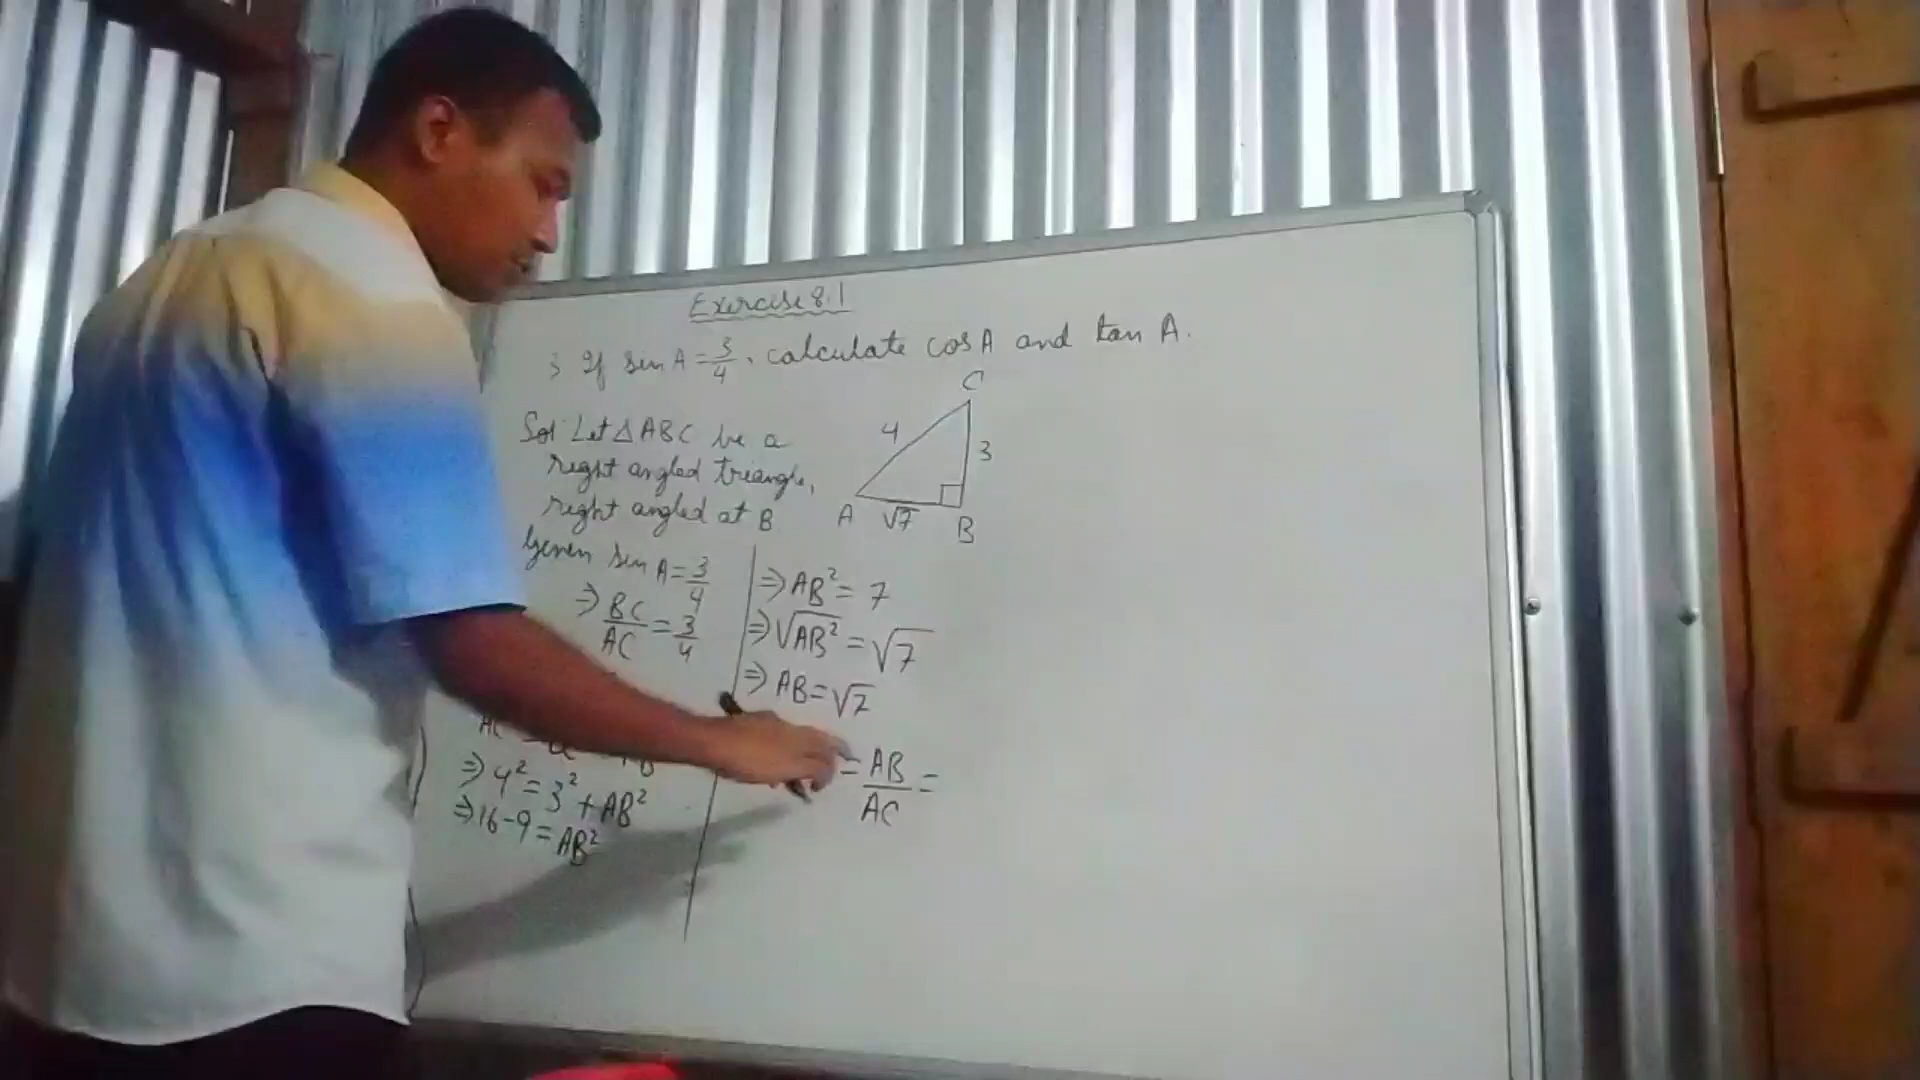 Exercise 8.1
3 If sin A = 3/4, calculate cos A and tan A.
C
4
3
A
√7
B
Sol: Let △ABC be a
right angled triangle,
right angled at B
Given sin A = 3/4
⇒ BC/AC = 3/4
⇒ 4² = 3² + AB²
⇒ 16 - 9 = AB²
⇒ AB² = 7
⇒ √AB² = √7
⇒ AB = √7
= AB/AC =